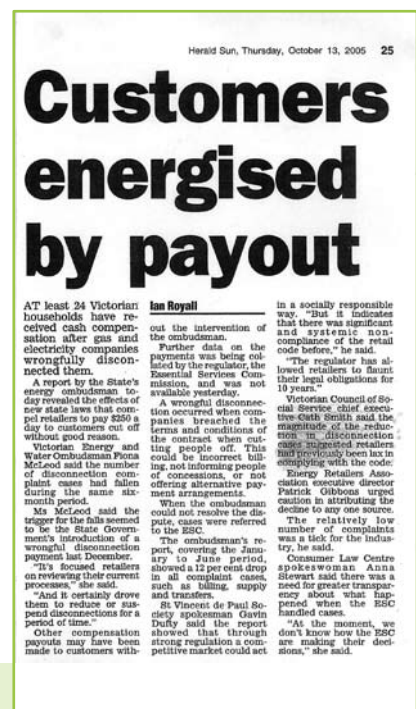 Herald Sun, Thursday, October 13, 2005 25
Customers
energised
by payout
AT least 24 Victorian
households have re-
ceived cash compen-
sation after gas and
electricity companies
wrongfully discon-
nected them.
A report by the State's
energy ombudsman to-
day revealed the effects of
new state laws that com-
pel retailers to pay $250 a
day to customers cut off
without good reason.
Victorian Energy and
Water Ombudsman Fiona
McLeod said the number
of disconnection com-
plaint cases had fallen
during the same six-
month period.
Ms McLeod said the
trigger for the falls seemed
to be the State Govern-
ment's introduction of a
wrongful disconnection
payment last December.
"It's focused retailers
on reviewing their current
processes," she said.
"And it certainly drove
them to reduce or sus-
pend disconnections for a
period of time."
Other compensation
payouts may have been
made to customers with-
Ian Royall
out the intervention of
the ombudsman.
Further data on the
payments was being col-
lated by the regulator, the
Essential Services Com-
mission, and was not
available yesterday.
A wrongful disconnec-
tion occurred when com-
panies breached the
terms and conditions of
the contract when cut-
ting people off. This
could be incorrect bill-
ing, not informing people
of concessions, or not
offering alternative pay-
ment arrangements.
When the ombudsman
could not resolve the dis-
pute, cases were referred
to the ESC.
The ombudsman's re-
port, covering the Janu-
ary to June period,
showed a 12 per cent drop
in all complaint cases,
such as billing, supply
and transfers.
St Vincent de Paul So-
ciety spokesman Gavin
Dufty said the report
showed that through
strong regulation a com-
petitive market could act
in a socially responsible
way. "But it indicates
that there was significant
and systemic non-
compliance of the retail
code before," he said.
"The regulator has al-
lowed retailers to flaunt
their legal obligations for
10 years."
Victorian Council of So-
cial Service chief execu-
tive Cath Smith said the
magnitude of the reduc-
tion in disconnection
cases suggested retailers
had previously been lax in
complying with the code.
Energy Retailers Asso-
ciation executive director
Patrick Gibbons urged
caution in attributing the
decline to any one source.
The relatively low
number of complaints
was a tick for the indus-
try, he said.
Consumer Law Centre
spokeswoman Anna
Stewart said there was a
need for greater transpar-
ency about what hap-
pened when the ESC
handled cases.
"At the moment, we
don't know how the ESC
are making their deci-
sions," she said.